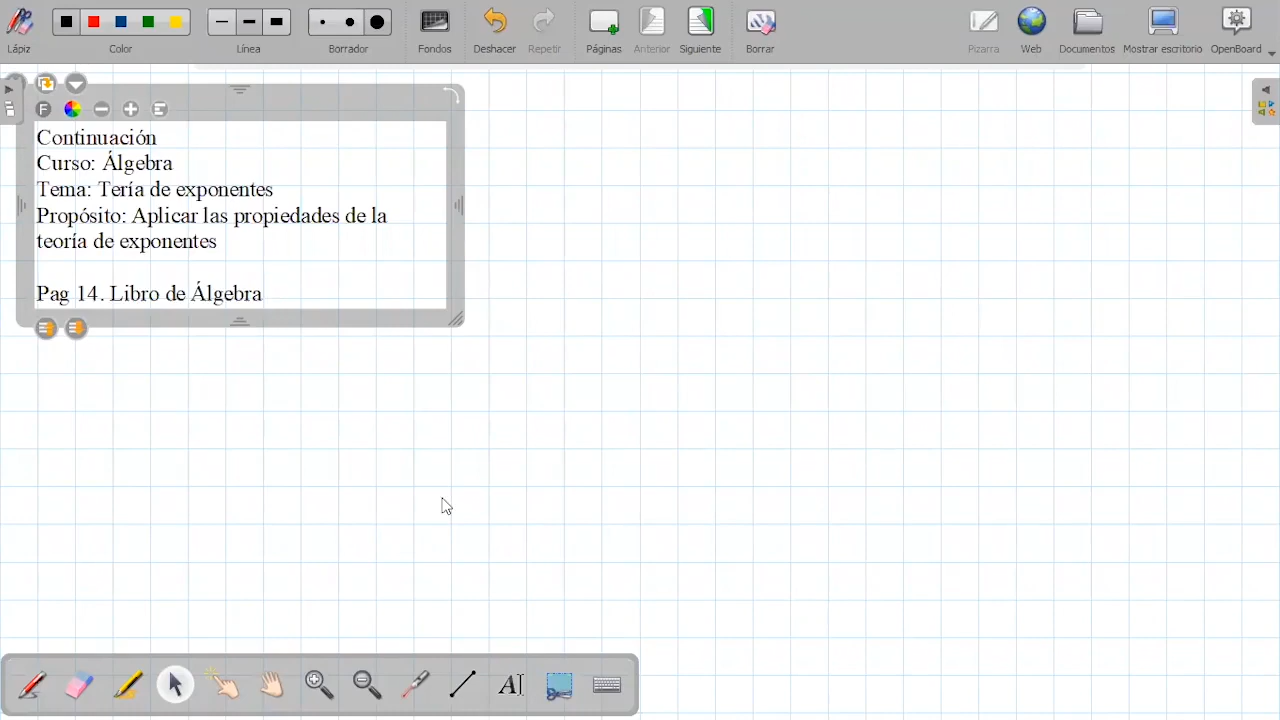 Lápiz Color Línea Borrador Fondos Deshacer Repetir Páginas Anterior Siguiente Borrar Pizarra Web Documentos Mostrar escritorio OpenBoard
F
Continuación
Curso: Álgebra
Tema: Tería de exponentes
Propósito: Aplicar las propiedades de la
teoría de exponentes
Pag 14. Libro de Álgebra
AI